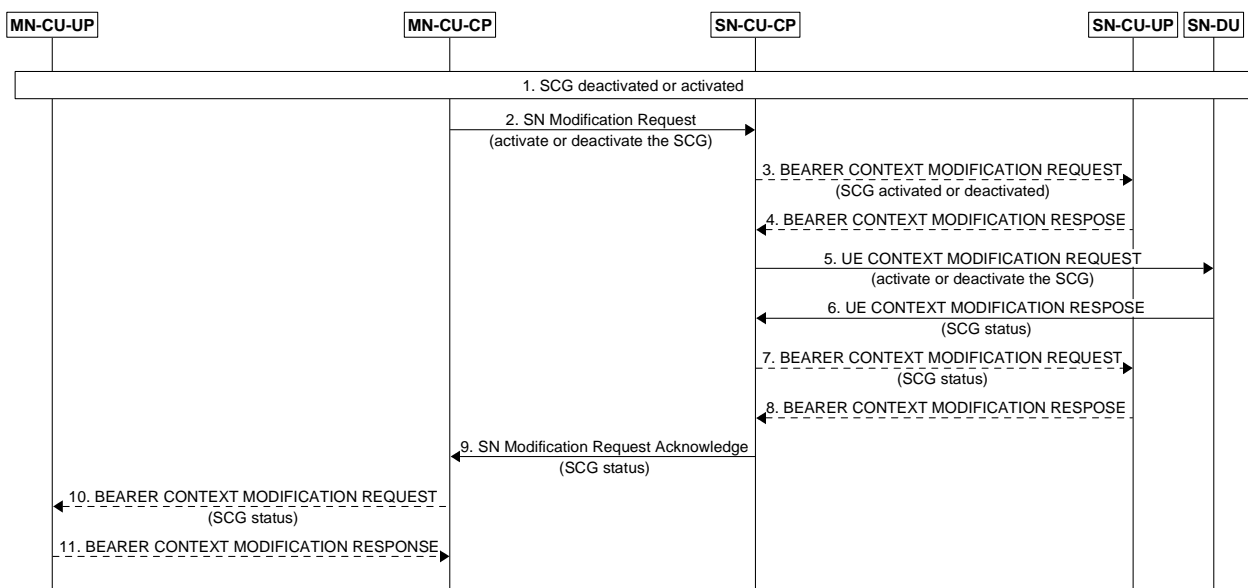 MN-CU-UP
MN-CU-CP
SN-CU-CP
SN-CU-UP
SN-DU
1. SCG deactivated or activated
2. SN Modification Request
(activate or deactivate the SCG)
3. BEARER CONTEXT MODIFICATION REQUEST
(SCG activated or deactivated)
4. BEARER CONTEXT MODIFICATION RESPOSE
5. UE CONTEXT MODIFICATION REQUEST
(activate or deactivate the SCG)
6. UE CONTEXT MODIFICATION RESPOSE
(SCG status)
7. BEARER CONTEXT MODIFICATION REQUEST
(SCG status)
8. BEARER CONTEXT MODIFICATION RESPOSE
9. SN Modification Request Acknowledge
(SCG status)
10. BEARER CONTEXT MODIFICATION REQUEST
(SCG status)
11. BEARER CONTEXT MODIFICATION RESPONSE